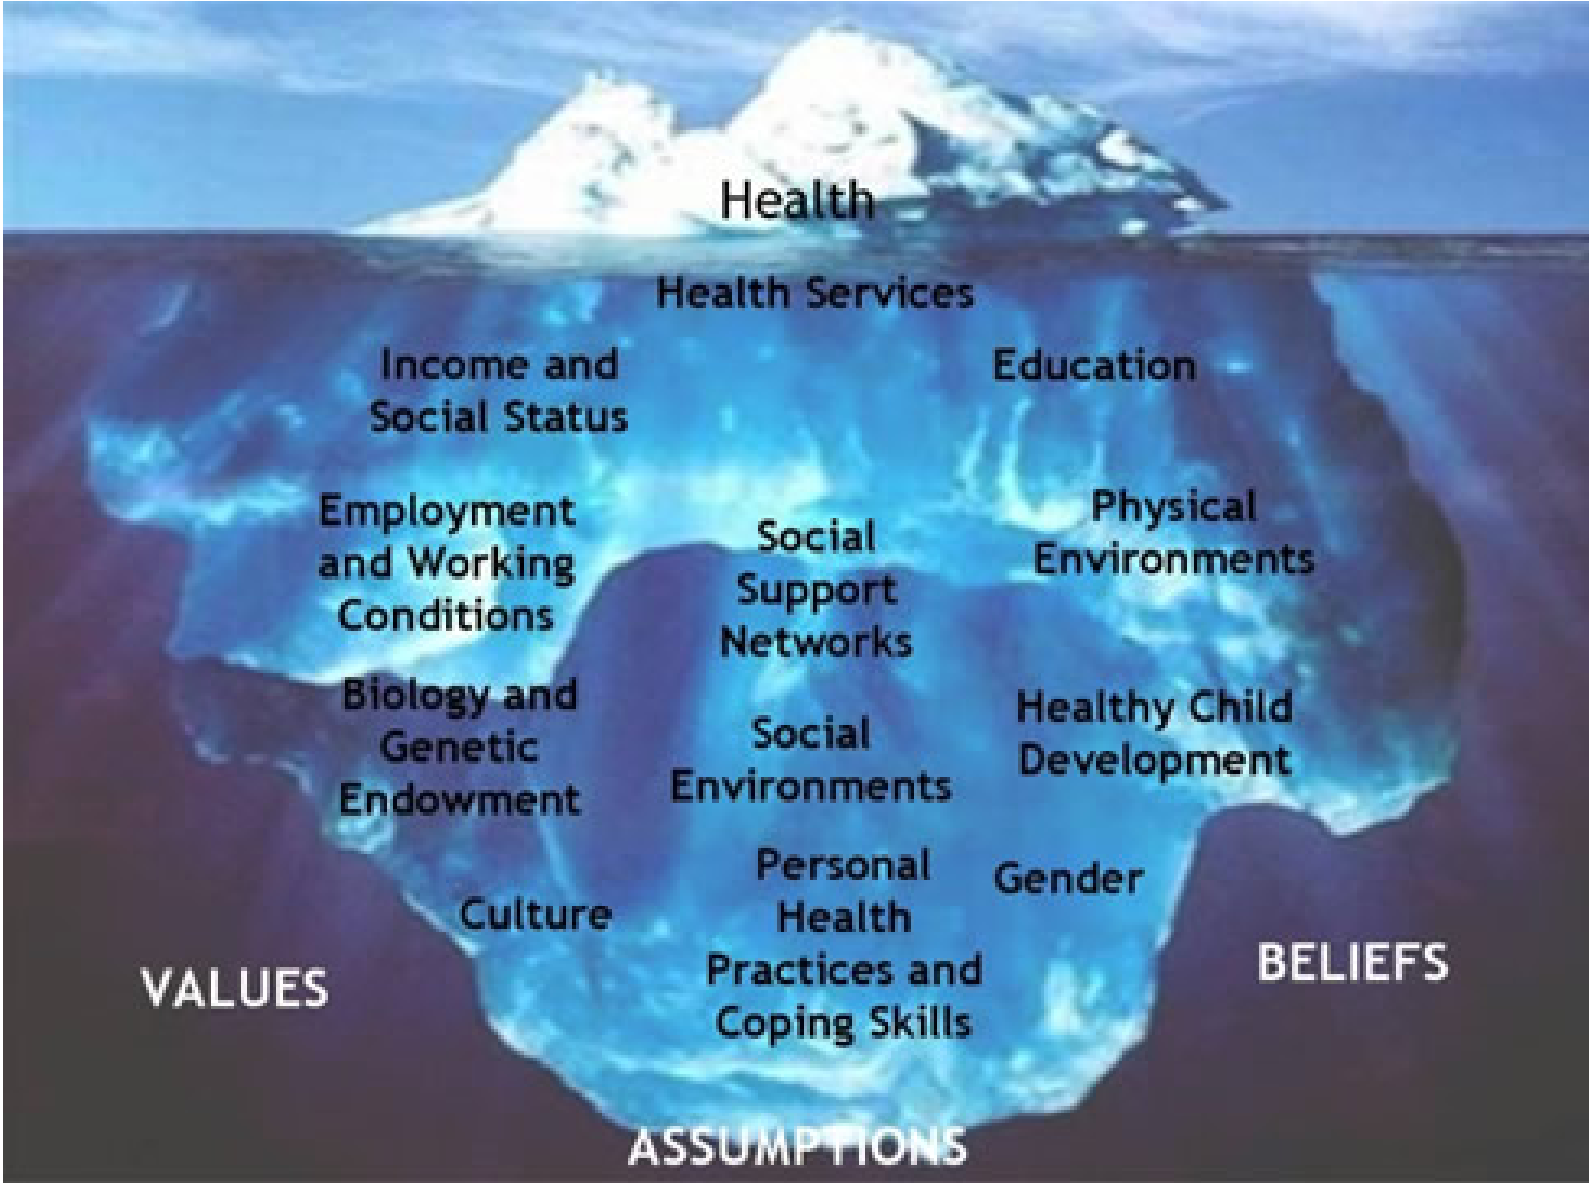 Health
Health Services
Income and
Social Status
Education
Employment
and Working
Conditions
Social
Support
Networks
Physical
Environments
Biology and
Genetic
Endowment
Social
Environments
Healthy Child
Development
Culture
Personal
Health
Practices and
Coping Skills
Gender
VALUES
BELIEFS
ASSUMPTIONS